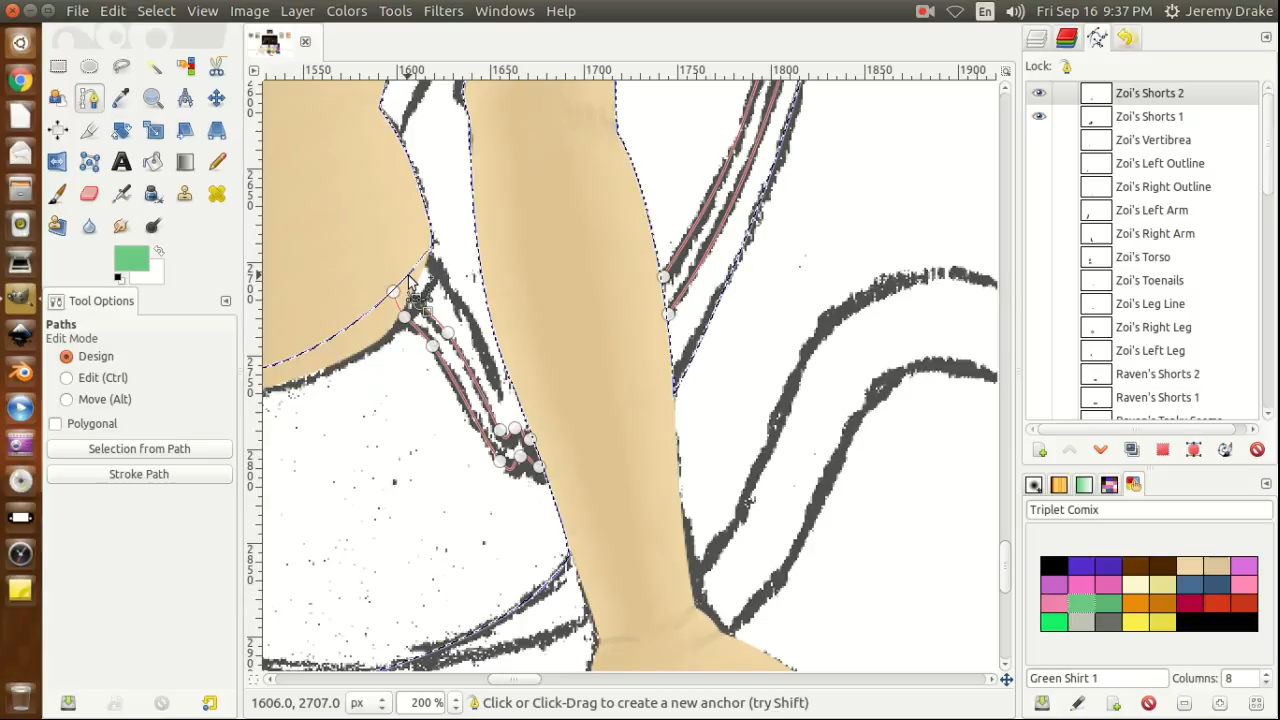 File Edit Select View Image Layer Colors Tools Filters Windows Help En Fri Sep 16 9:37 PM Jeremy Drake
1550 1600 1650 1700 1750 1800 1850 1900
Lock:
Zoi's Shorts 2
Zoi's Shorts 1
Zoi's Vertibrea
Zoi's Left Outline
Zoi's Right Outline
Zoi's Left Arm
Zoi's Right Arm
Zoi's Torso
Zoi's Toenails
Zoi's Leg Line
Zoi's Right Leg
Zoi's Left Leg
Raven's Shorts 2
Raven's Shorts 1
Tool Options
Paths
Edit Mode
Design
Edit (Ctrl)
Move (Alt)
Polygonal
Selection from Path
Stroke Path
Triplet Comix
Green Shirt 1 Columns: 8
1606.0, 2707.0 px 200 % Click or Click-Drag to create a new anchor (try Shift)